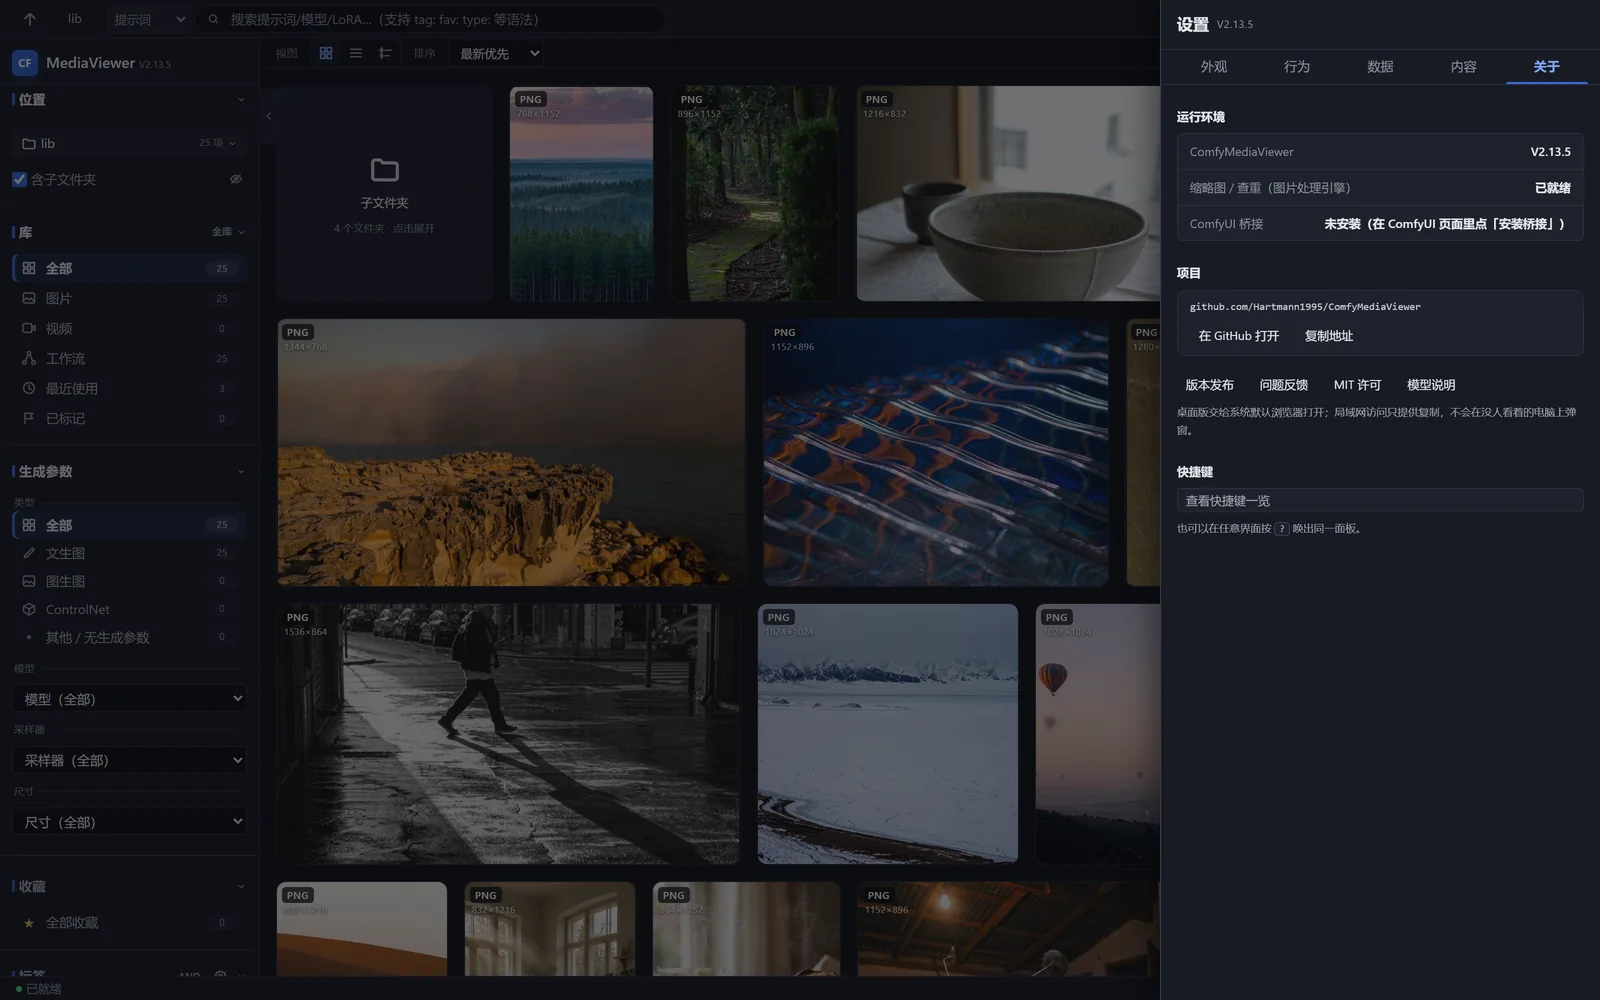 lib
提示词
搜索提示词/模型/LoRA... (支持 tag: fav: type: 等语法)
CF MediaViewer V2.13.5
位置
lib 25 项
含子文件夹
库 全库
全部 25
图片 25
视频 0
工作流 25
最近使用 3
已标记 0
生成参数
类型
全部 25
文生图 25
图生图 0
ControlNet 0
其他 / 无生成参数 0
模型
模型（全部）
采样器
采样器（全部）
尺寸
尺寸（全部）
收藏
全部收藏 0
标签 AND
已就绪
视图 排序 最新优先
子文件夹
4 个文件夹 · 点击展开
PNG
768×1152
PNG
896×1152
PNG
1216×832
PNG
1344×768
PNG
1152×896
PNG
1280×
PNG
1536×864
PNG
1024×1024
PNG
1024×1024
PNG
PNG
832×1216
PNG
PNG
1152×896
设置 V2.13.5
外观 行为 数据 内容 关于
运行环境
ComfyMediaViewer V2.13.5
缩略图 / 查重（图片处理引擎） 已就绪
ComfyUI 桥接 未安装（在 ComfyUI 页面里点「安装桥接」）
项目
github.com/Hartmann1995/ComfyMediaViewer
在 GitHub 打开 复制地址
版本发布 问题反馈 MIT 许可 模型说明
桌面版交给系统默认浏览器打开；局域网访问只提供复制，不会在没人看着的电脑上弹
窗。
快捷键
查看快捷键一览
也可以在任意界面按 ? 唤出同一面板。